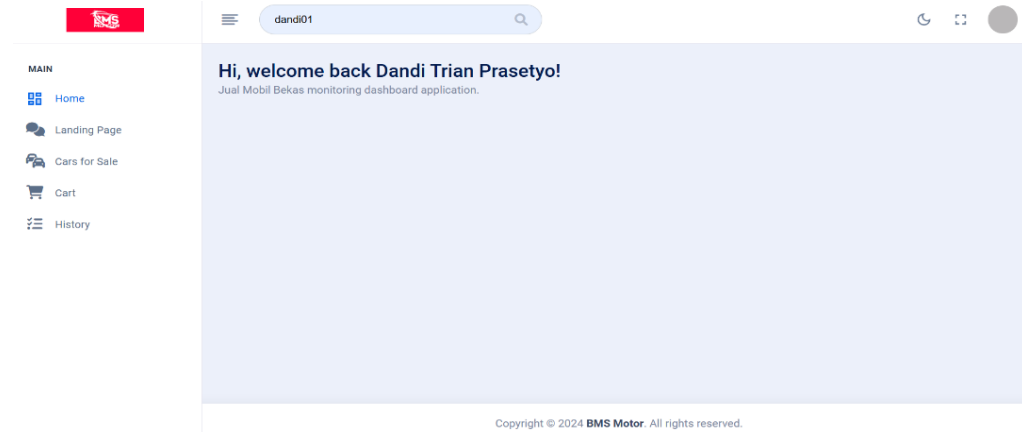 BMS
dandi01
MAIN
Home
Landing Page
Cars for Sale
Cart
History
Hi, welcome back Dandi Trian Prasetyo!
Jual Mobil Bekas monitoring dashboard application.
Copyright © 2024 BMS Motor. All rights reserved.